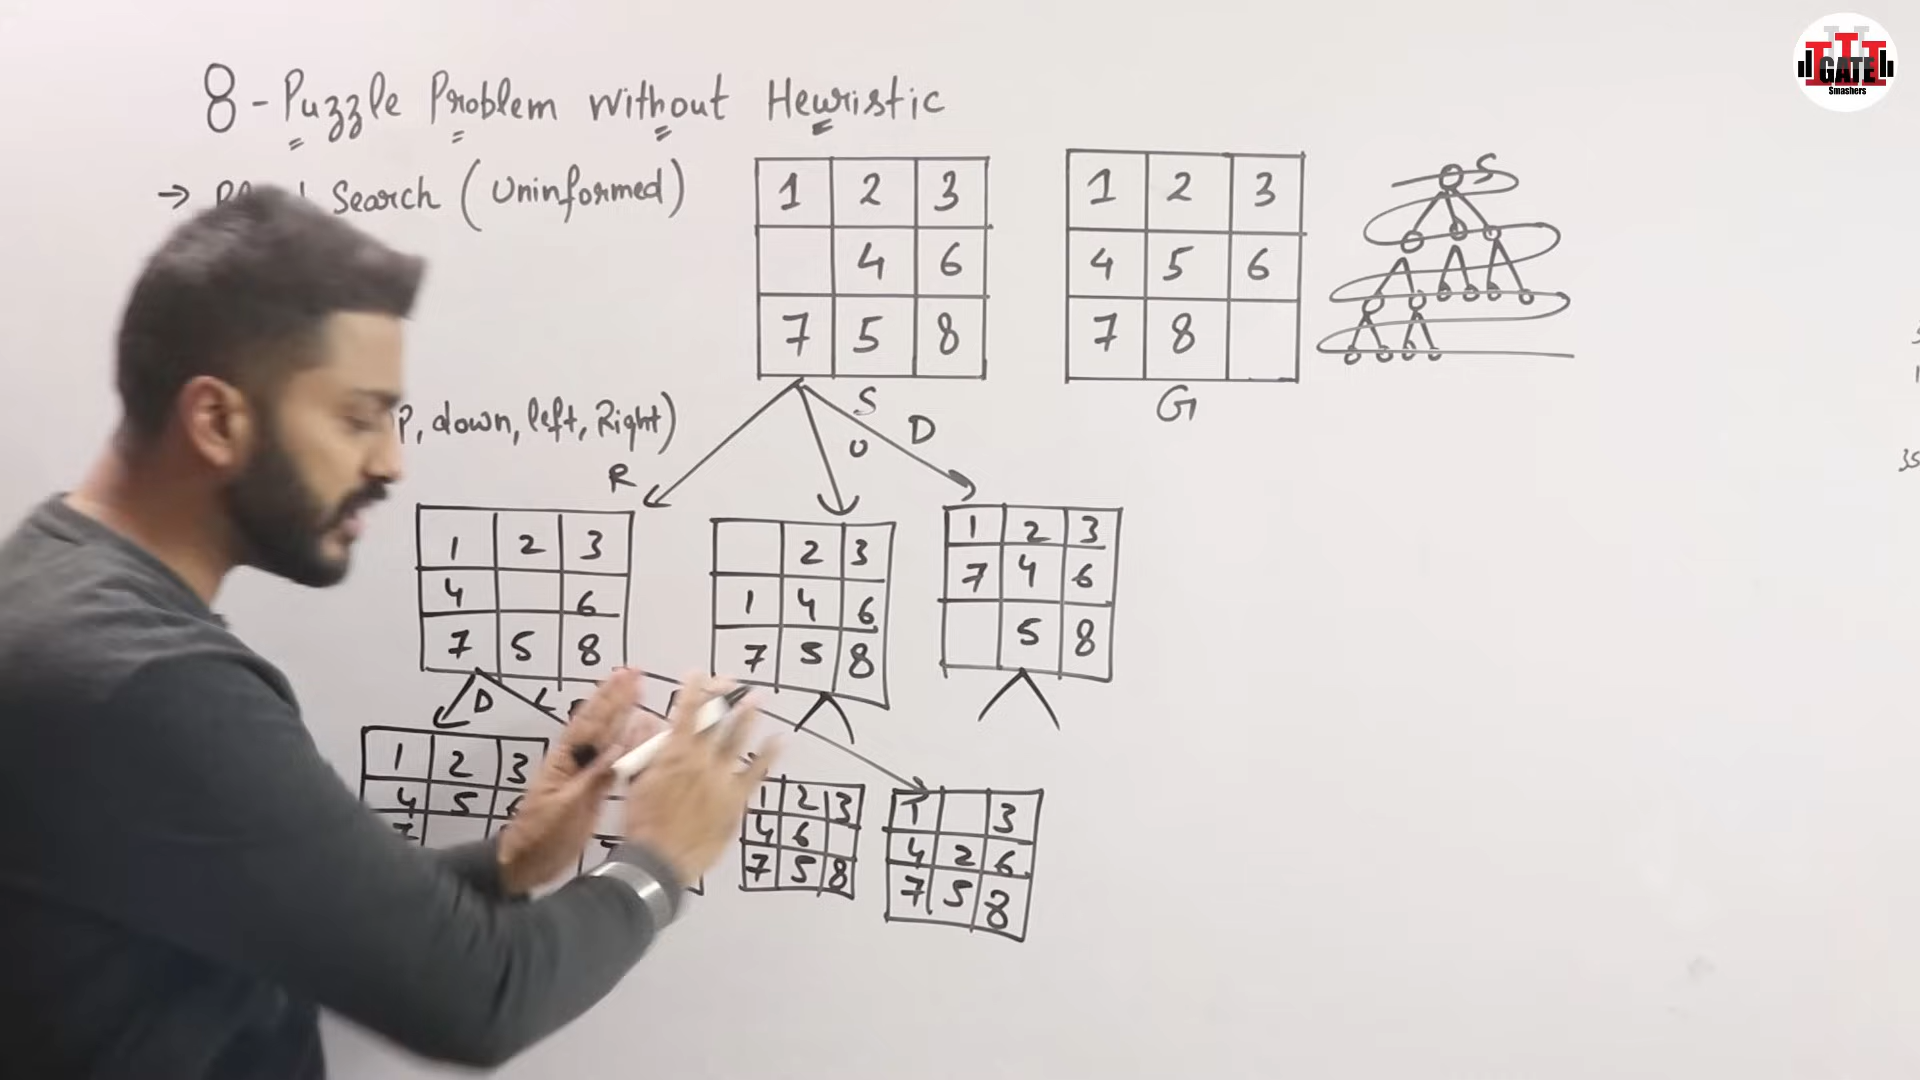 8-Puzzle Problem without Heuristic
→ Search (Uninformed)
1 2 3
4 6
7 5 8
S
1 2 3
4 5 6
7 8
G
S
P, down, left, Right)
R
U
D
1 2 3
4 6
7 5 8
2 3
1 4 6
7 5 8
1 2 3
7 4 6
5 8
D
L
1 2 3
4 5
7
1 2 3
4 6
7 5 8
1 3
4 2 6
7 5 8
35
GATE
Smashers